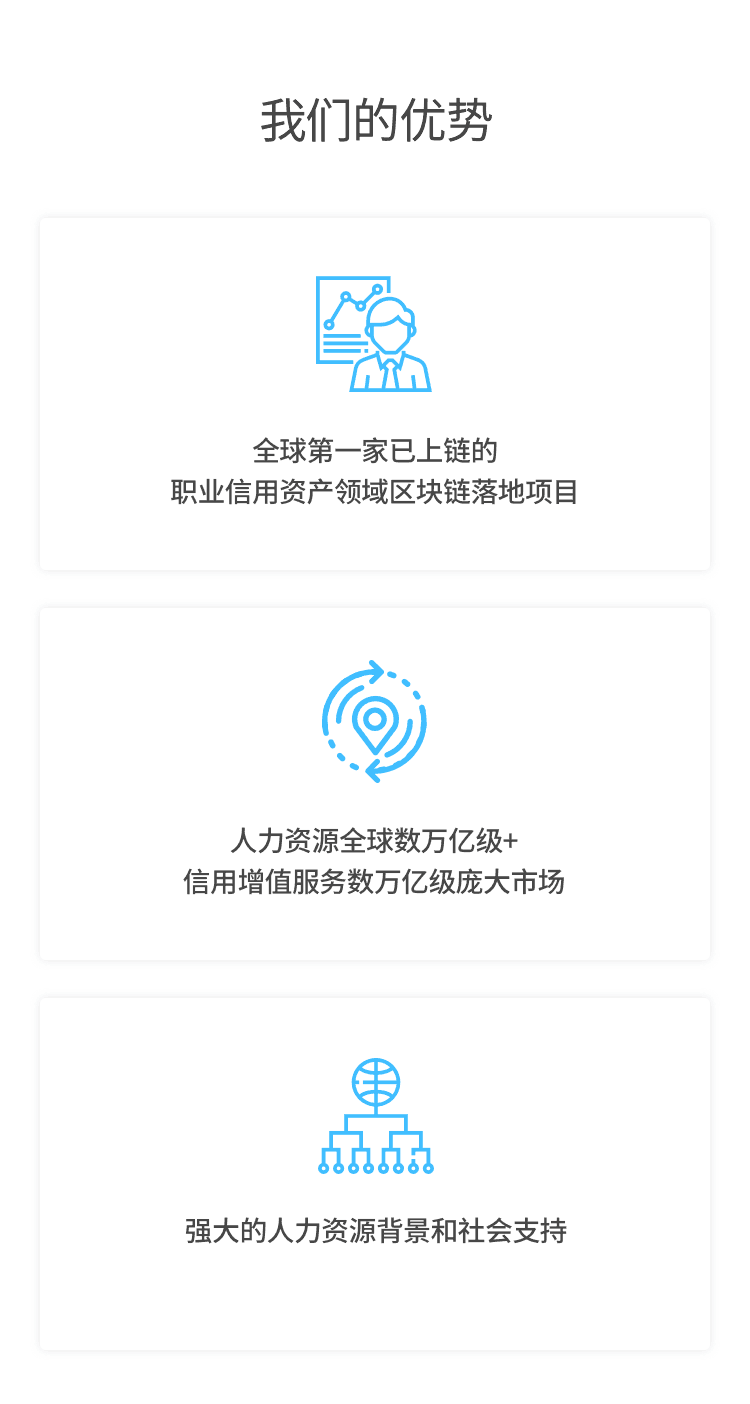 我们的优势
全球第一家已上链的
职业信用资产领域区块链落地项目
人力资源全球数万亿级+
信用增值服务数万亿级庞大市场
强大的人力资源背景和社会支持